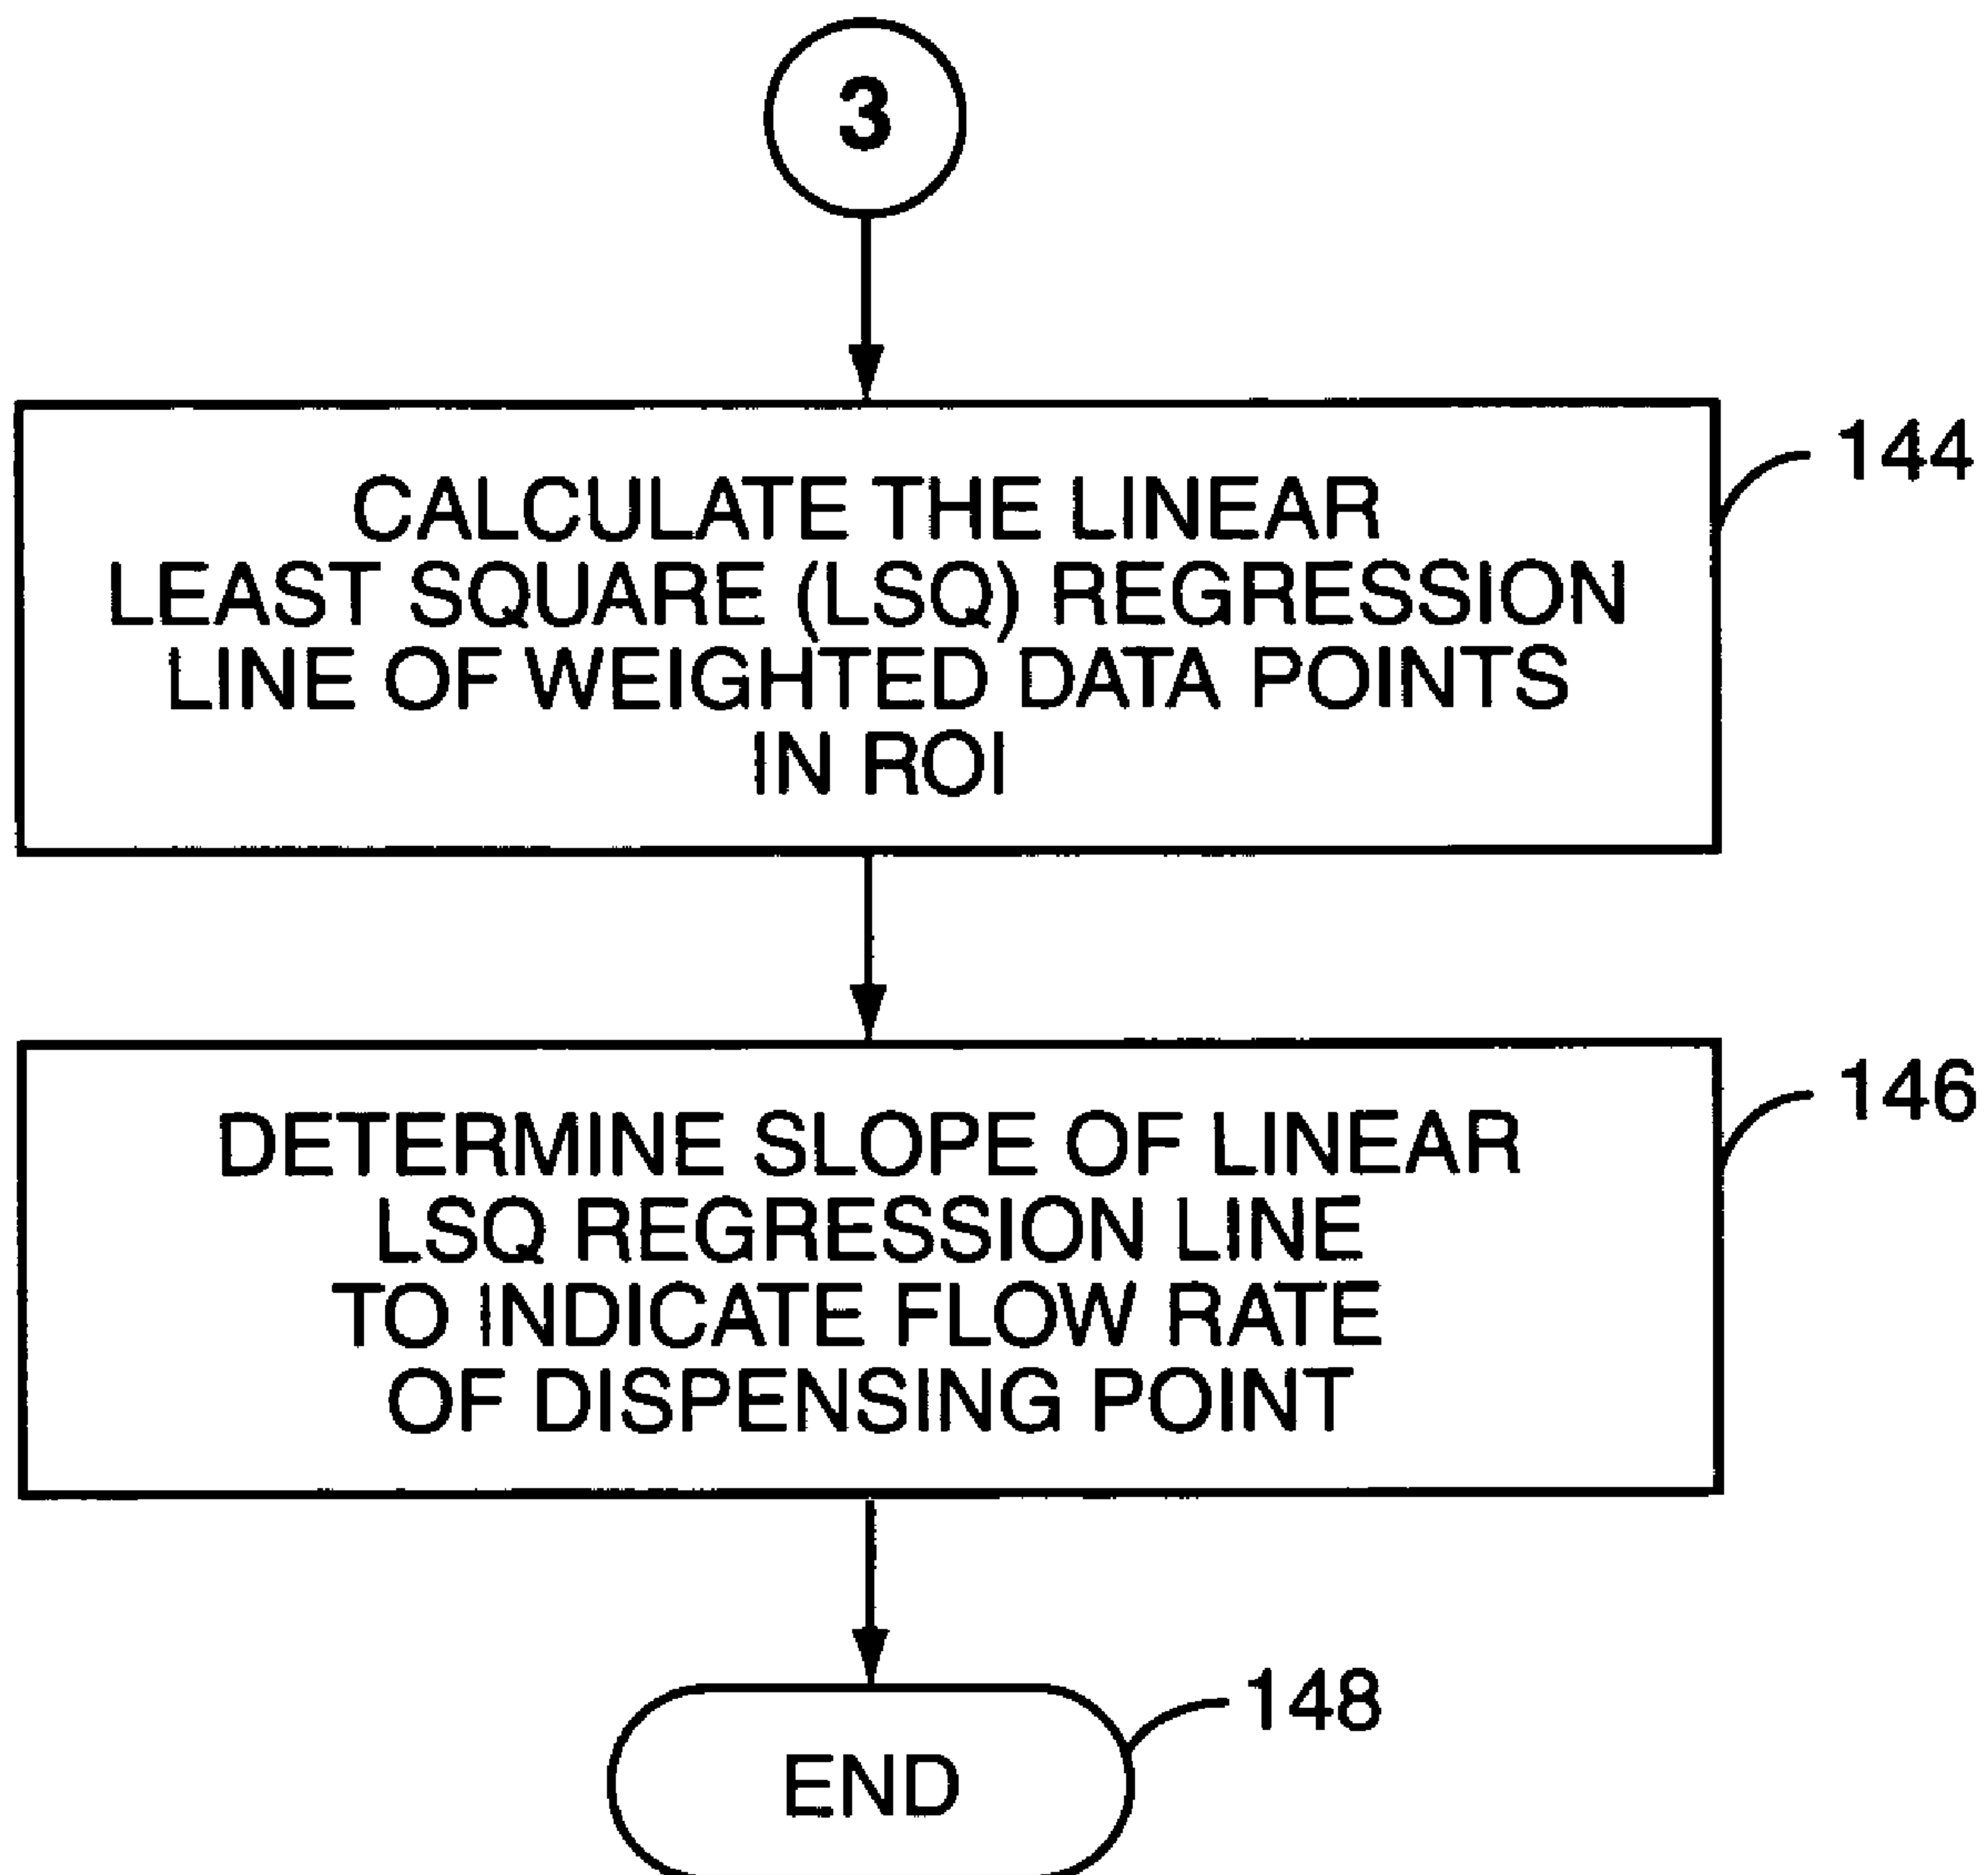 3
144
CALCULATE THE LINEAR
LEAST SQUARE (LSQ) REGRESSION
LINE OF WEIGHTED DATA POINTS
IN ROI
146
DETERMINE SLOPE OF LINEAR
LSQ REGRESSION LINE
TO INDICATE FLOW RATE
OF DISPENSING POINT
148
END